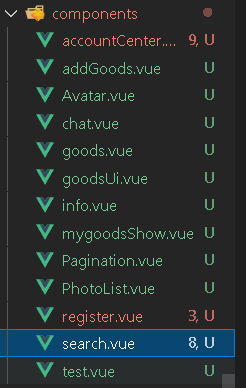 components
accountCenter.... 9, U
addGoods.vue U
Avatar.vue U
chat.vue U
goods.vue U
goodsUi.vue U
info.vue U
mygoodsShow.vue U
Pagination.vue U
PhotoList.vue U
register.vue 3, U
search.vue 8, U
test.vue U